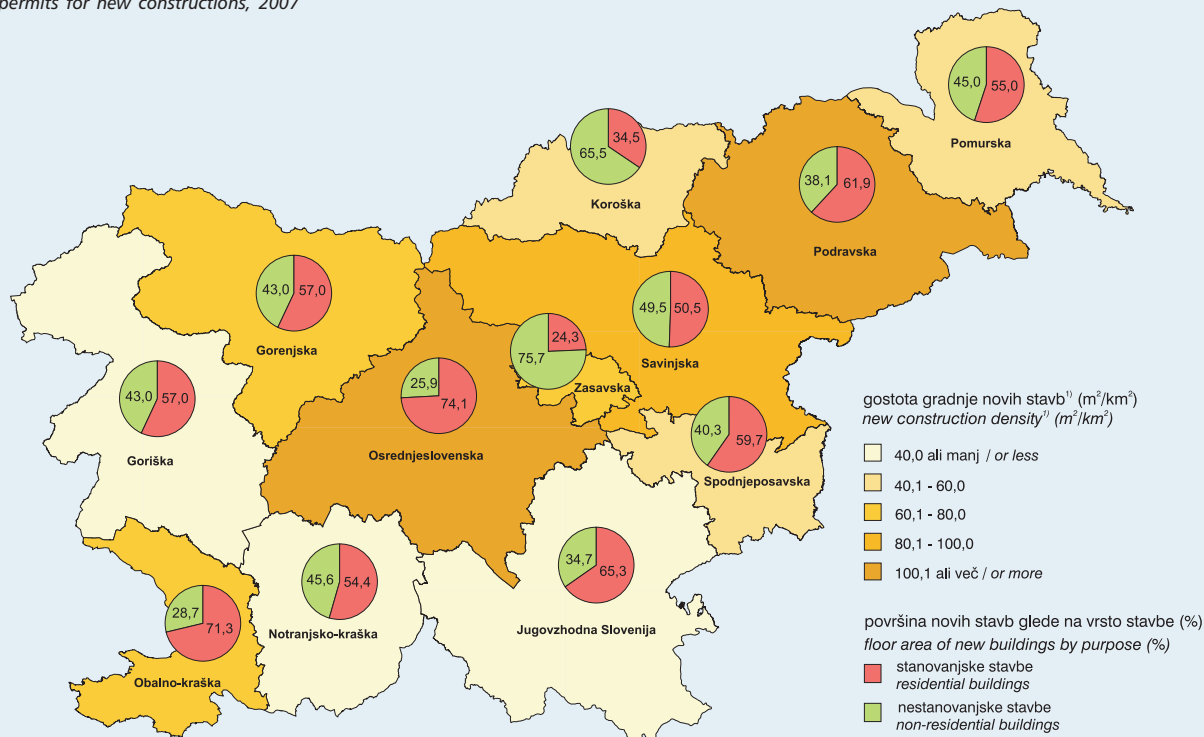 permits for new constructions, 2007
45,0 55,0
Pomurska
34,5
65,5
Koroška
38,1 61,9
Podravska
43,0 57,0
Gorenjska
49,5 50,5
Savinjska
24,3
75,7
Zasavska
25,9
74,1
Osrednjeslovenska
43,0 57,0
Goriška
40,3 59,7
Spodnjeposavska
34,7
65,3
Jugovzhodna Slovenija
45,6 54,4
Notranjsko-kraška
28,7
71,3
Obalno-kraška
gostota gradnje novih stavb¹⁾ (m²/km²)
new construction density¹⁾ (m²/km²)
40,0 ali manj / or less
40,1 - 60,0
60,1 - 80,0
80,1 - 100,0
100,1 ali več / or more
površina novih stavb glede na vrsto stavbe (%)
floor area of new buildings by purpose (%)
stanovanjske stavbe
residential buildings
nestanovanjske stavbe
non-residential buildings